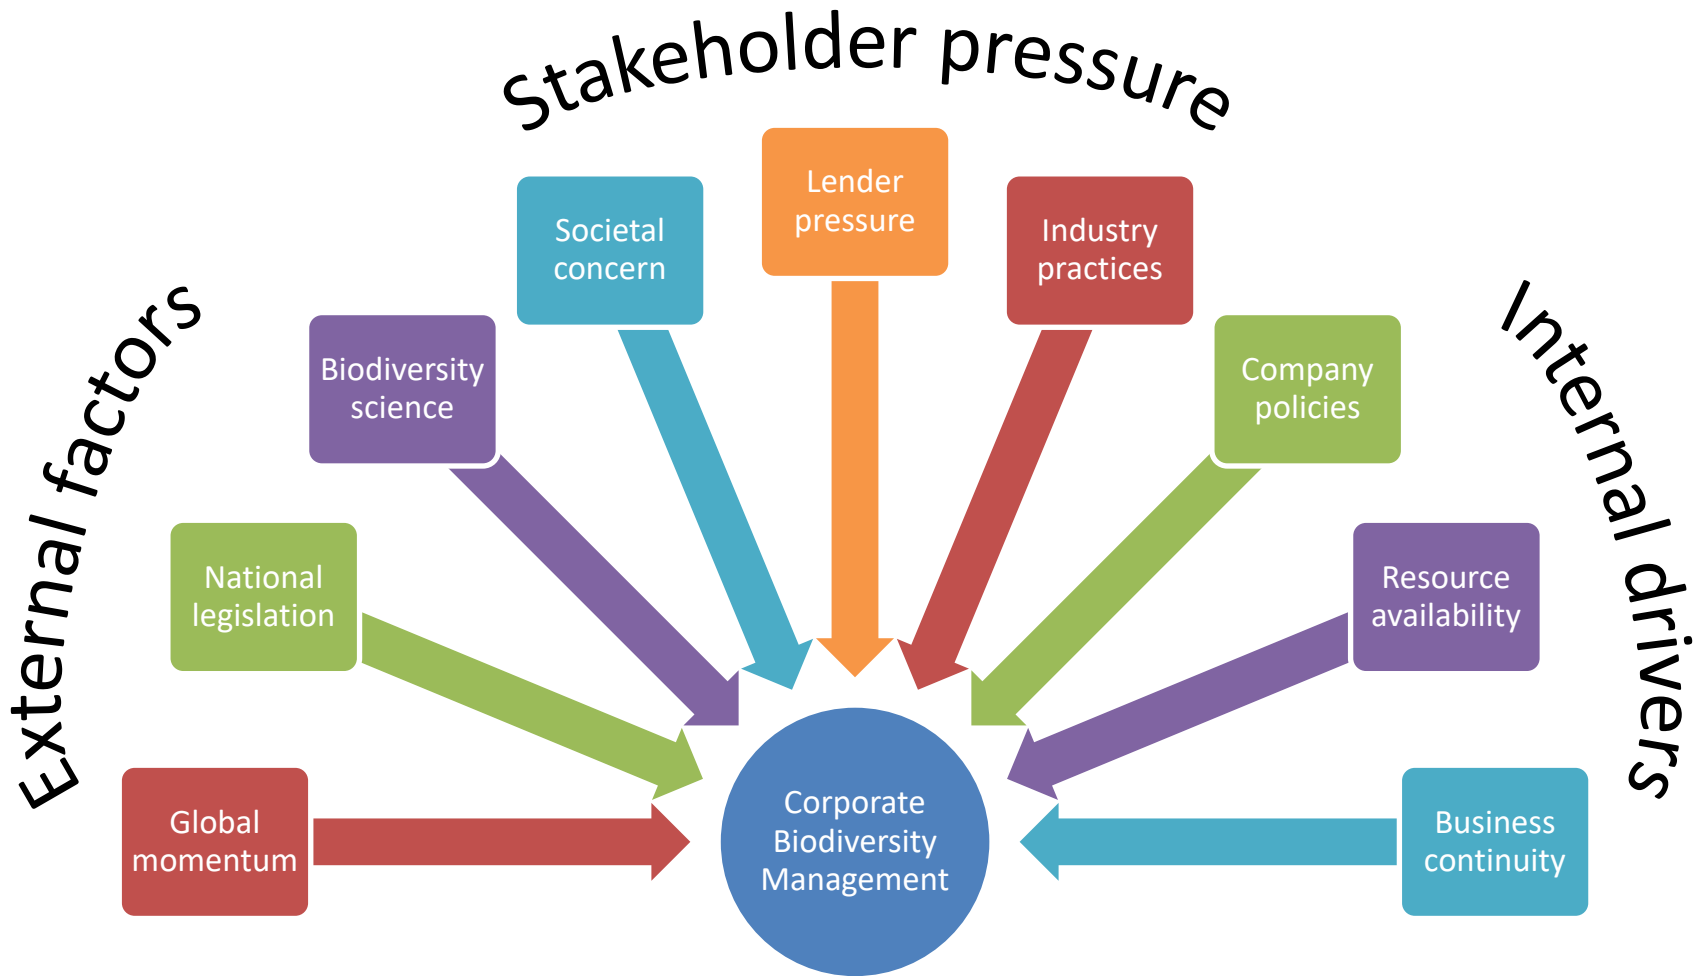 Stakeholder pressure
External factors
Internal drivers
Lender
pressure
Societal
concern
Industry
practices
Biodiversity
science
Company
policies
National
legislation
Resource
availability
Global
momentum
Corporate
Biodiversity
Management
Business
continuity